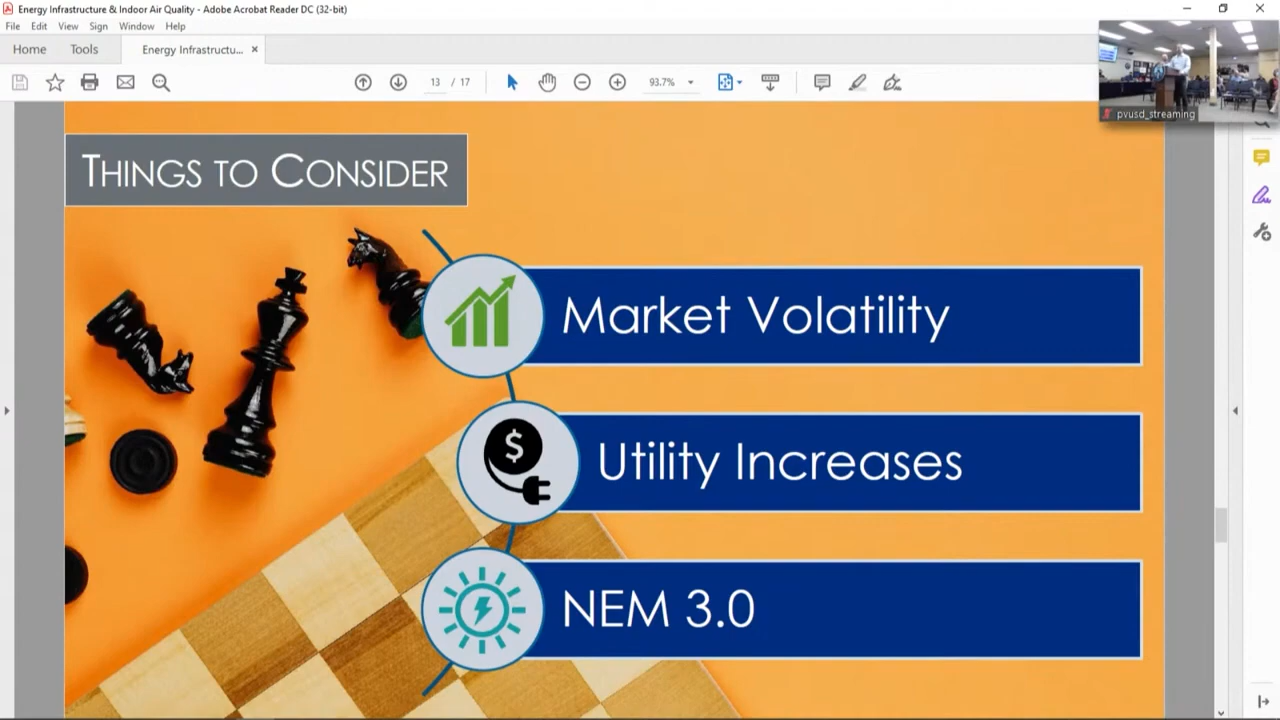 Energy Infrastructure & Indoor Air Quality - Adobe Acrobat Reader DC (32-bit)
File Edit View Sign Window Help
Home Tools Energy Infrastructu... ×
13 / 17 93.7%
pvusd_streaming
THINGS TO CONSIDER
Market Volatility
$
Utility Increases
NEM 3.0